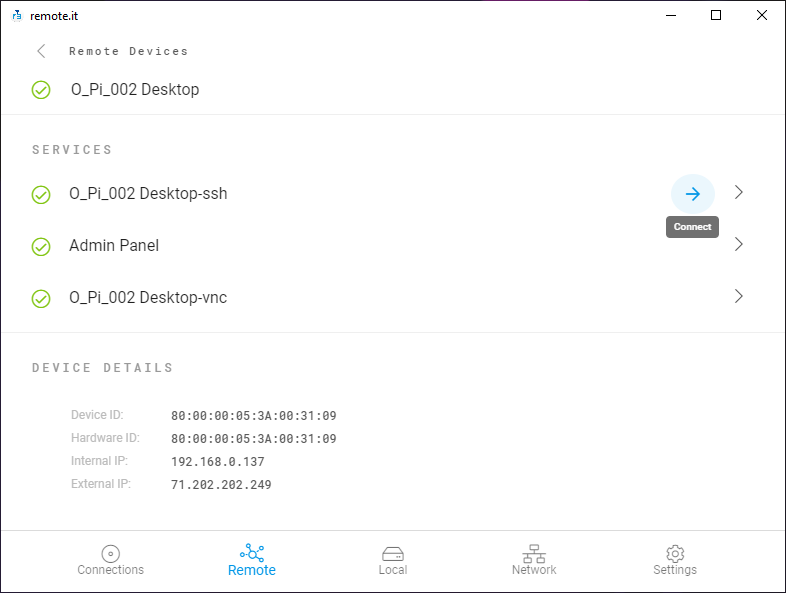 remote.it
Remote Devices
O_Pi_002 Desktop
SERVICES
O_Pi_002 Desktop-ssh
Connect
Admin Panel
O_Pi_002 Desktop-vnc
DEVICE DETAILS
Device ID: 80:00:00:05:3A:00:31:09
Hardware ID: 80:00:00:05:3A:00:31:09
Internal IP: 192.168.0.137
External IP: 71.202.202.249
Connections Remote Local Network Settings